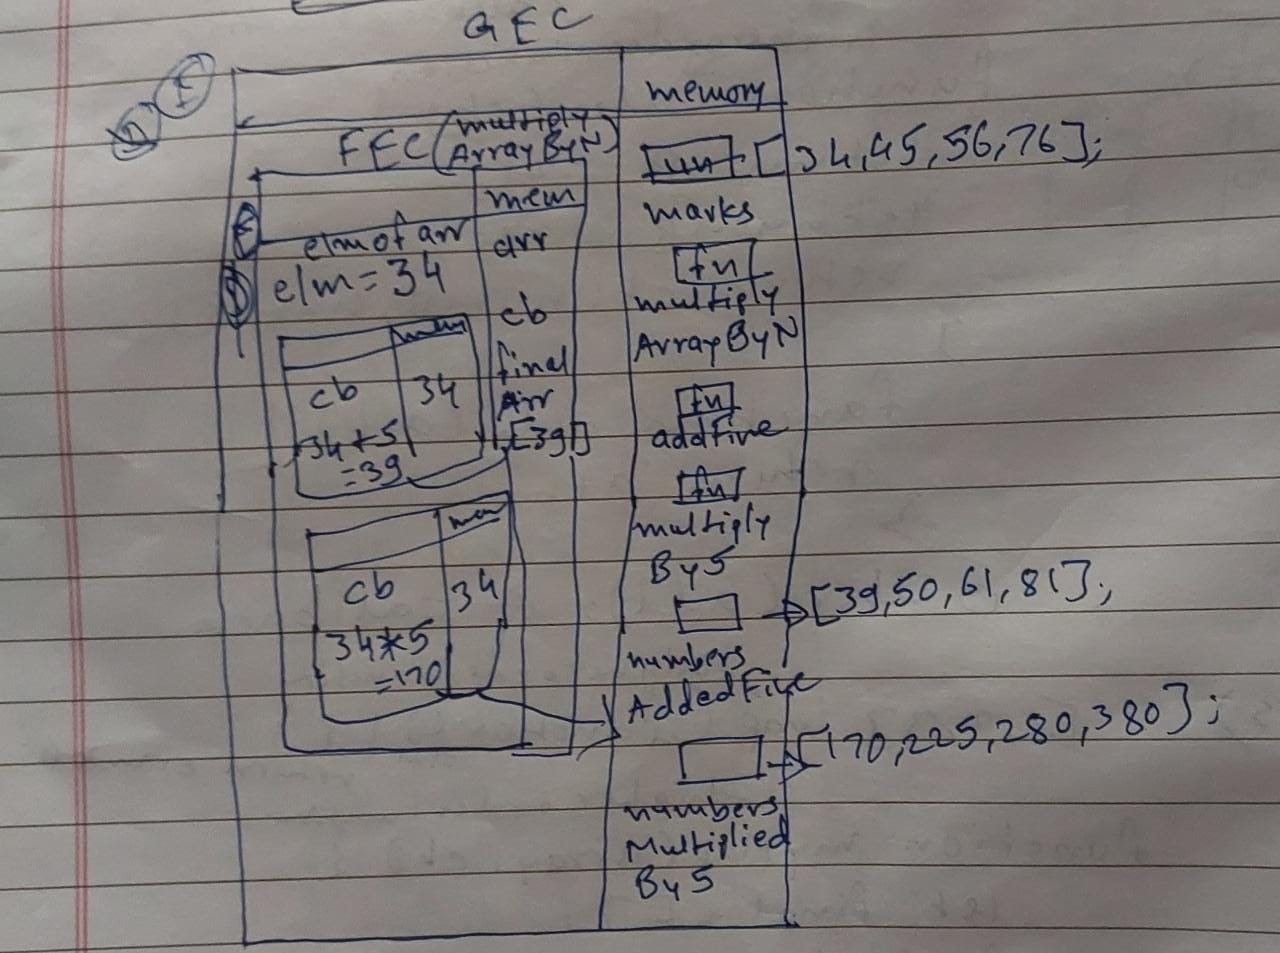 GEC
E
D
memory
FEC(multiply
ArrayByN)
[34,45,56,76];
marks
fn
multiply
ArrayByN
fn
addFive
fn
multiply
By5
[39,50,61,81];
numbers
AddedFive
[170,225,280,380];
numbers
Multiplied
By5
mem
E
elm of arr
arr
elm=34
cb
final
Arr
[39]
mem
cb
34
34+5
=39
mem
cb
34
34*5
=170